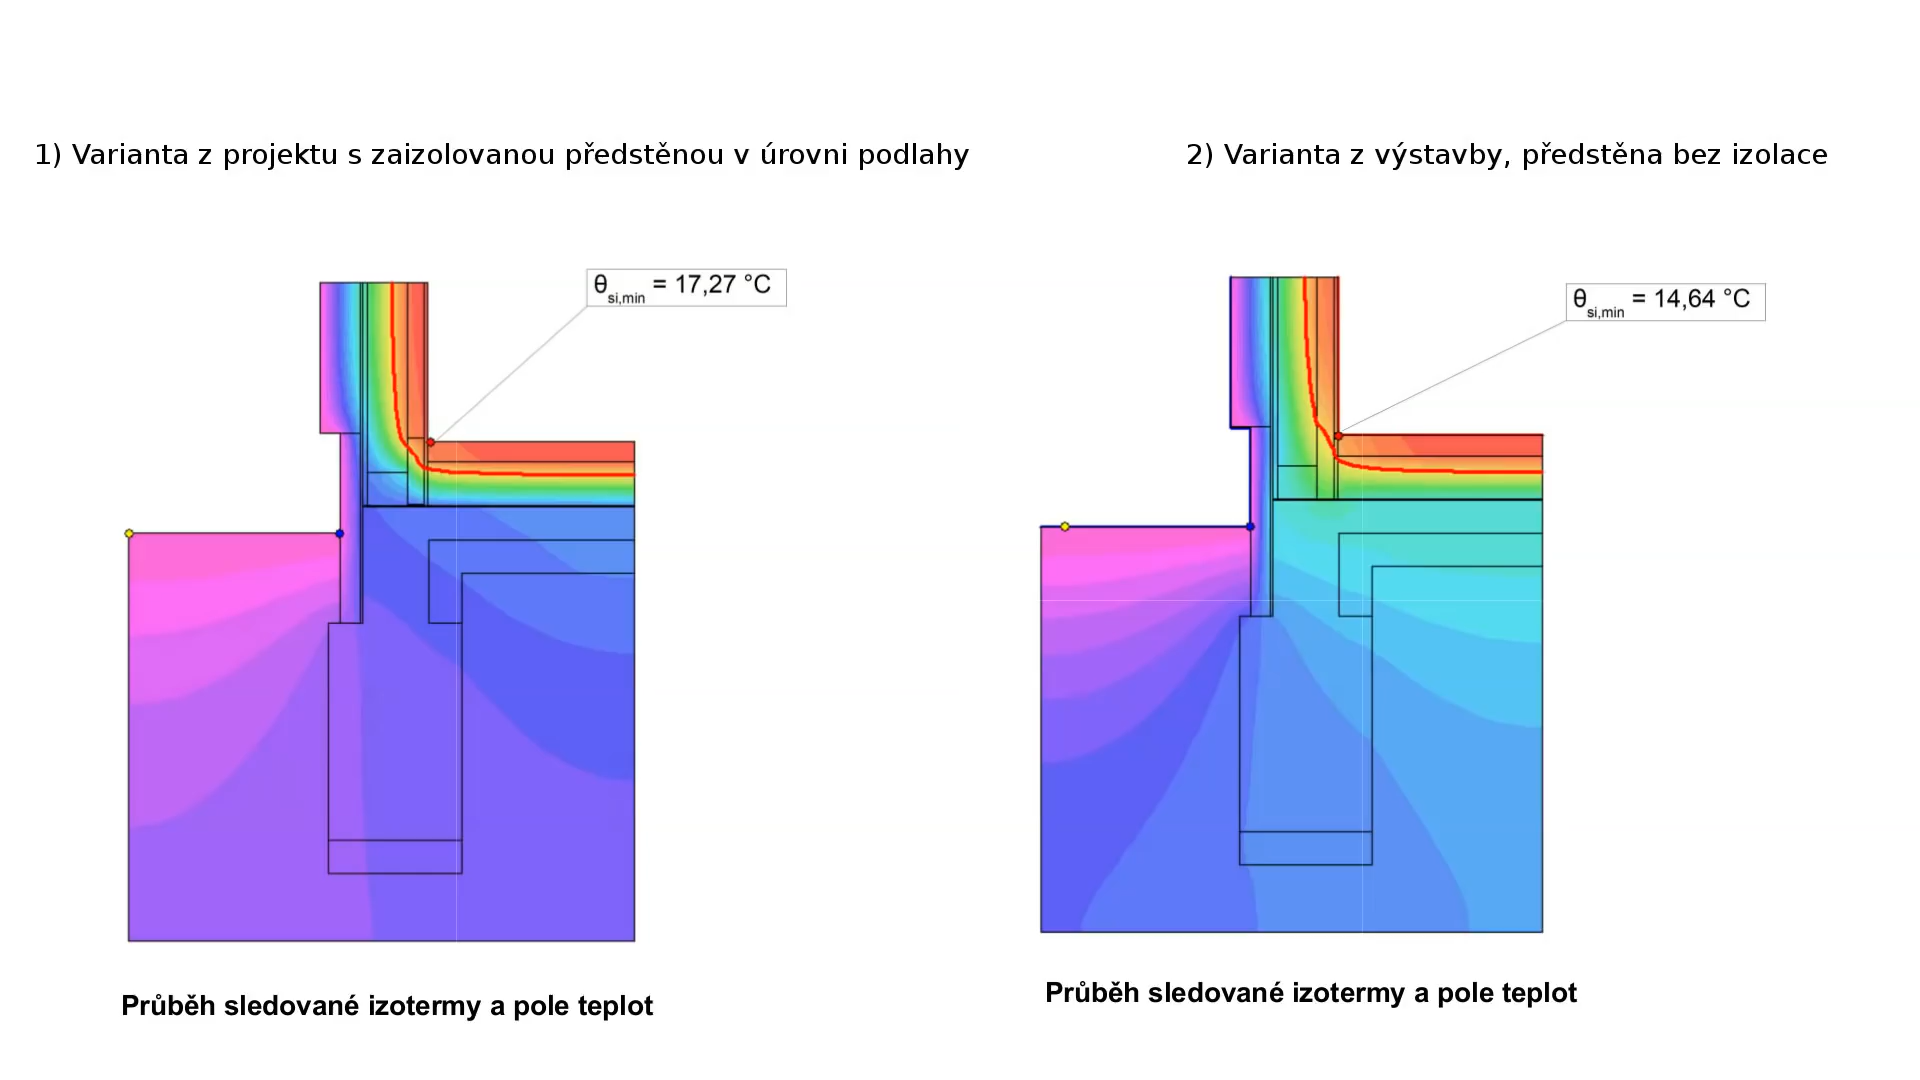 1) Varianta z projektu s zaizolovanou předstěnou v úrovni podlahy
2) Varianta z výstavby, předstěna bez izolace
θsi,min = 17,27 °C
θsi,min = 14,64 °C
Průběh sledované izotermy a pole teplot
Průběh sledované izotermy a pole teplot